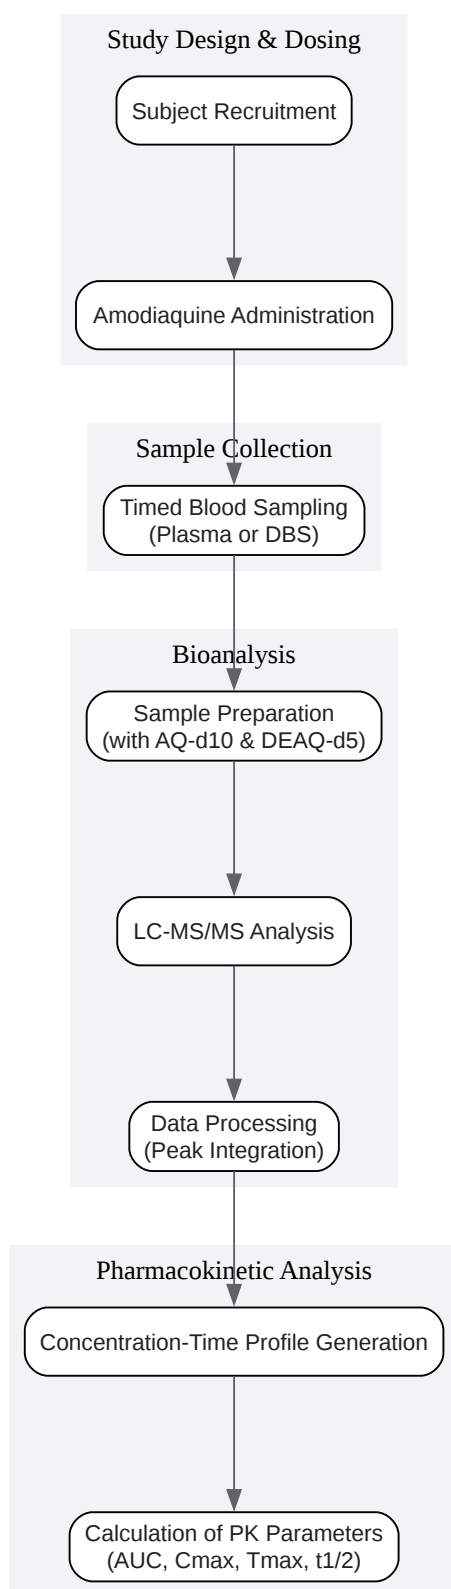 Study Design & Dosing
Subject Recruitment
Amodiaquine Administration
Sample Collection
Timed Blood Sampling
(Plasma or DBS)
Bioanalysis
Sample Preparation
(with AQ-d10 & DEAQ-d5)
LC-MS/MS Analysis
Data Processing
(Peak Integration)
Pharmacokinetic Analysis
Concentration-Time Profile Generation
Calculation of PK Parameters
(AUC, Cmax, Tmax, t1/2)